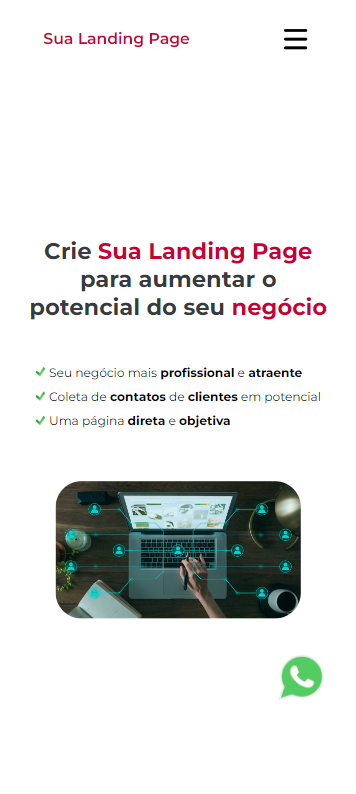 Sua Landing Page
Crie Sua Landing Page
para aumentar o
potencial do seu negócio
Seu negócio mais profissional e atraente
Coleta de contatos de clientes em potencial
Uma página direta e objetiva